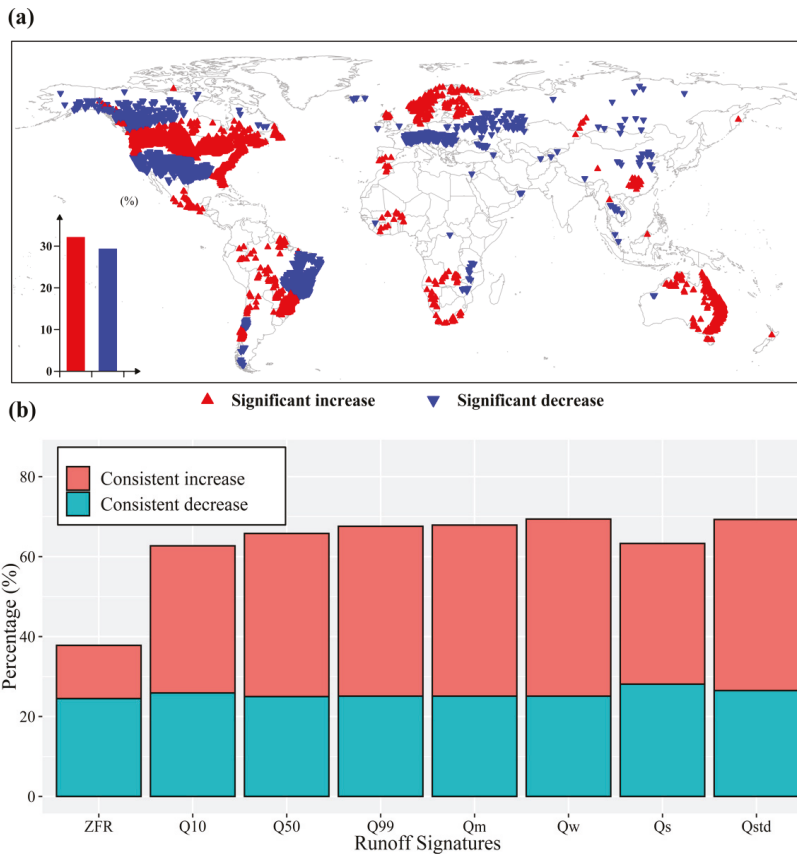 (a)
(%)
30
20
10
0
Significant increase
Significant decrease
(b)
80
60
40
20
0
Percentage (%)
Consistent increase
Consistent decrease
ZFR Q10 Q50 Q99 Qm Qw Qs Qstd
Runoff Signatures